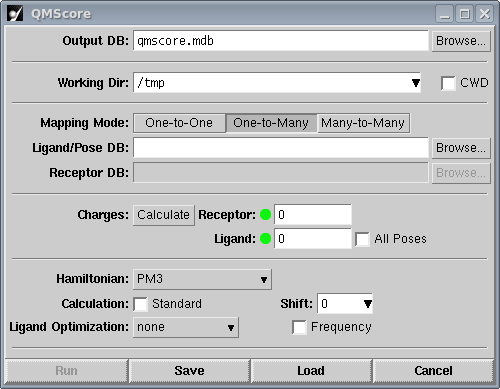 QMScore
Output DB: qmscore.mdb Browse...
Working Dir: /tmp CWD
Mapping Mode: One-to-One One-to-Many Many-to-Many
Ligand/Pose DB: Browse...
Receptor DB: Browse...
Charges: Calculate Receptor: 0
Ligand: 0 All Poses
Hamiltonian: PM3
Calculation: Standard Shift: 0
Ligand Optimization: none Frequency
Run Save Load Cancel